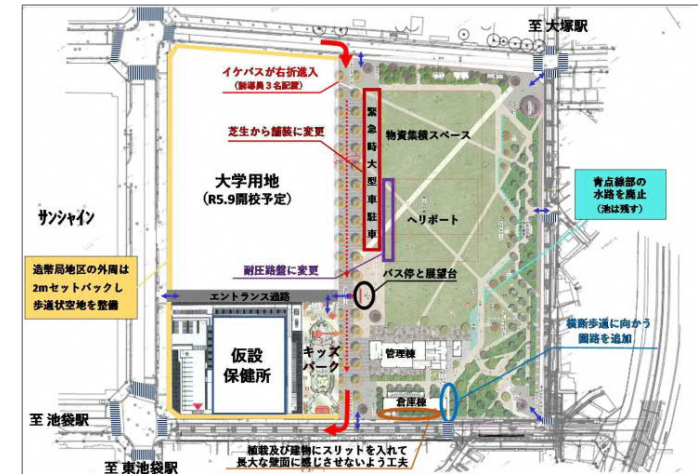 至 大塚駅
イケバスが右折進入
(誘導員3名配置)
緊急時大型車駐車
物資集積スペース
芝生から舗装に変更
大学用地
(R5.9開校予定)
青点線部の
水路を廃止
(池は残す)
サンシャイン
ヘリポート
造幣局地区の外周は
2mセットバックし
歩道状空地を整備
耐圧路盤に変更
バス停と展望台
エントランス通路
横断歩道に向かう
園路を追加
キッズ
パーク
管理棟
仮設
保健所
倉庫棟
至 池袋駅
植栽及び建物にスリットを入れて
長大な壁面に感じさせないよう工夫
至 東池袋駅